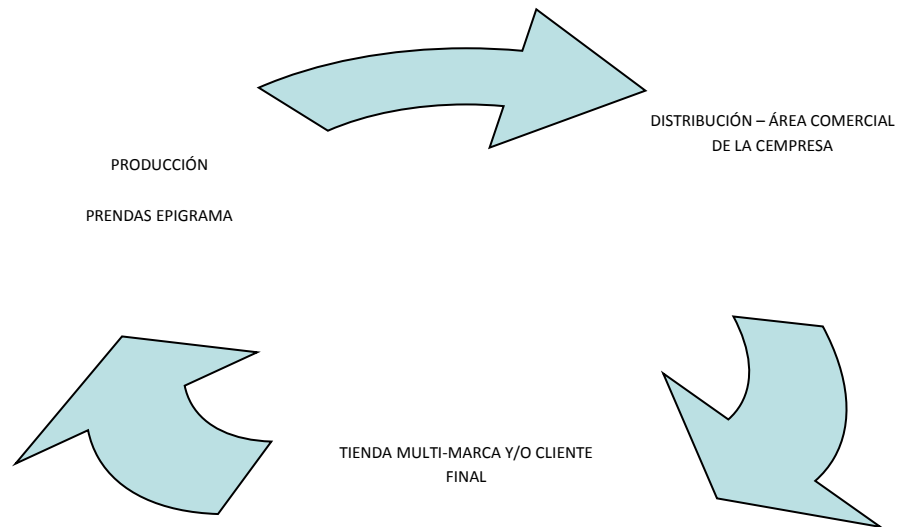 PRODUCCIÓN
PRENDAS EPIGRAMA
DISTRIBUCIÓN – ÁREA COMERCIAL
DE LA CEMPRESA
TIENDA MULTI-MARCA Y/O CLIENTE
FINAL